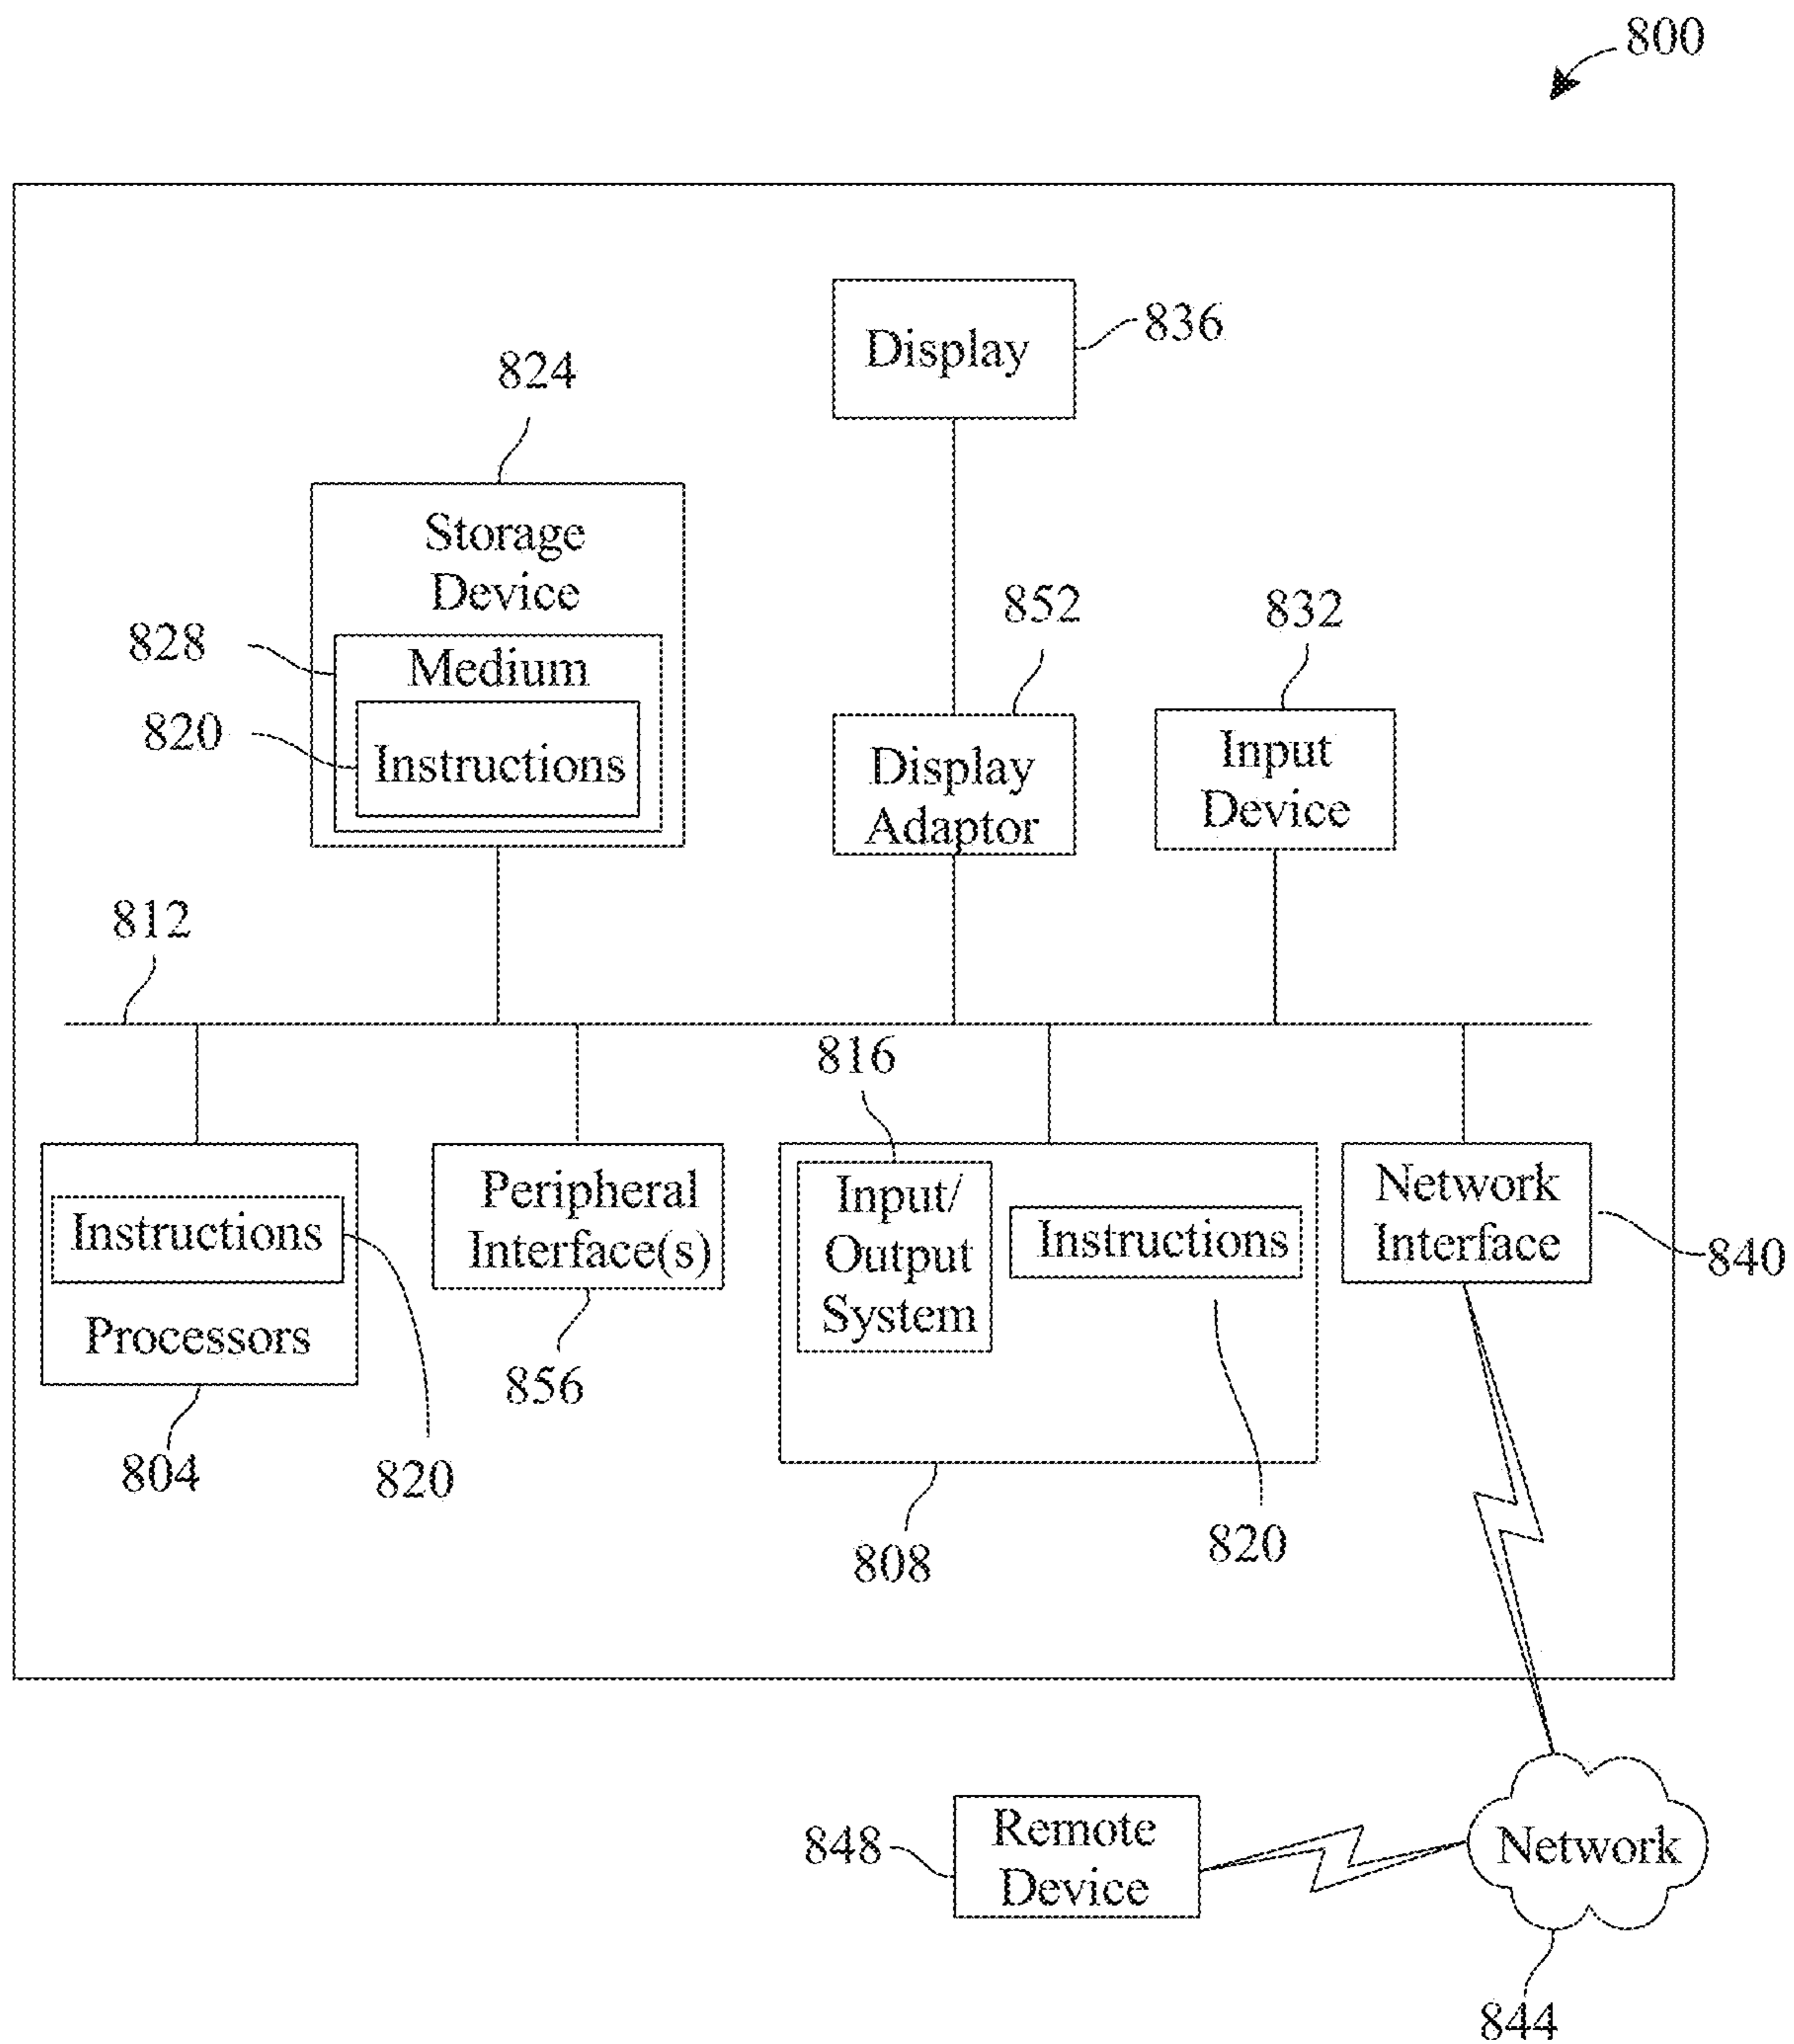 800
Display
836
824
Storage
Device
828
Medium
820
Instructions
852
Display
Adaptor
832
Input
Device
812
816
Instructions
Processors
804
820
Peripheral
Interface(s)
856
Input/
Output
System
Instructions
808
820
Network
Interface
840
848
Remote
Device
Network
844